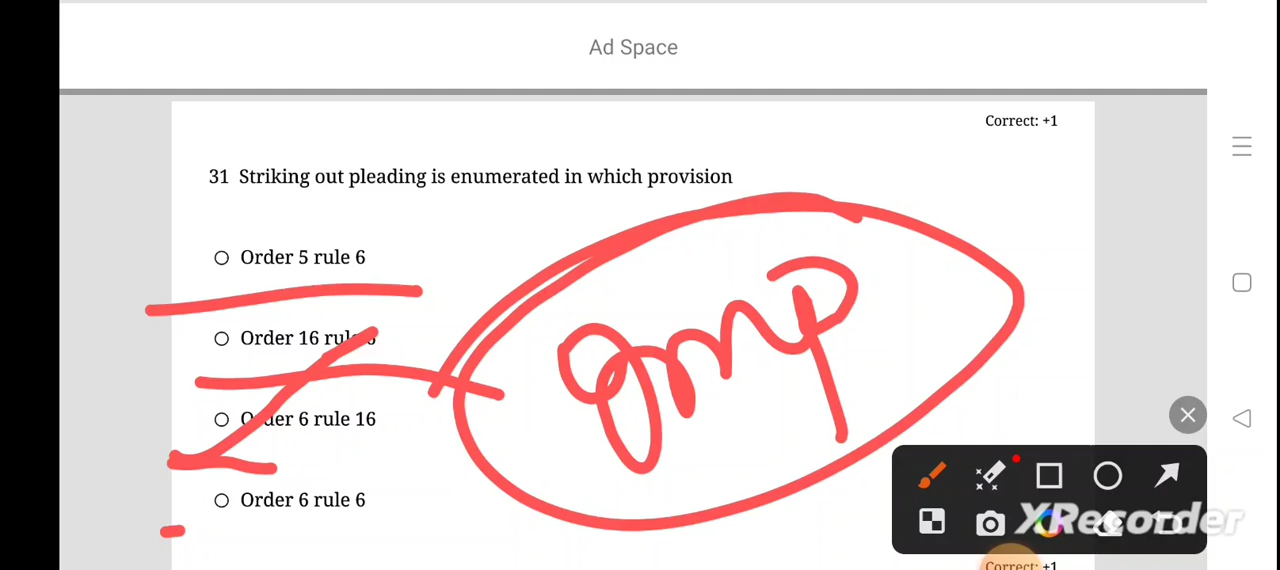 Ad Space
Correct: +1
31 Striking out pleading is enumerated in which provision
Order 5 rule 6
Order 16 rule 6
Order 6 rule 16
Order 6 rule 6
Imp
XRecorder
Correct: +1